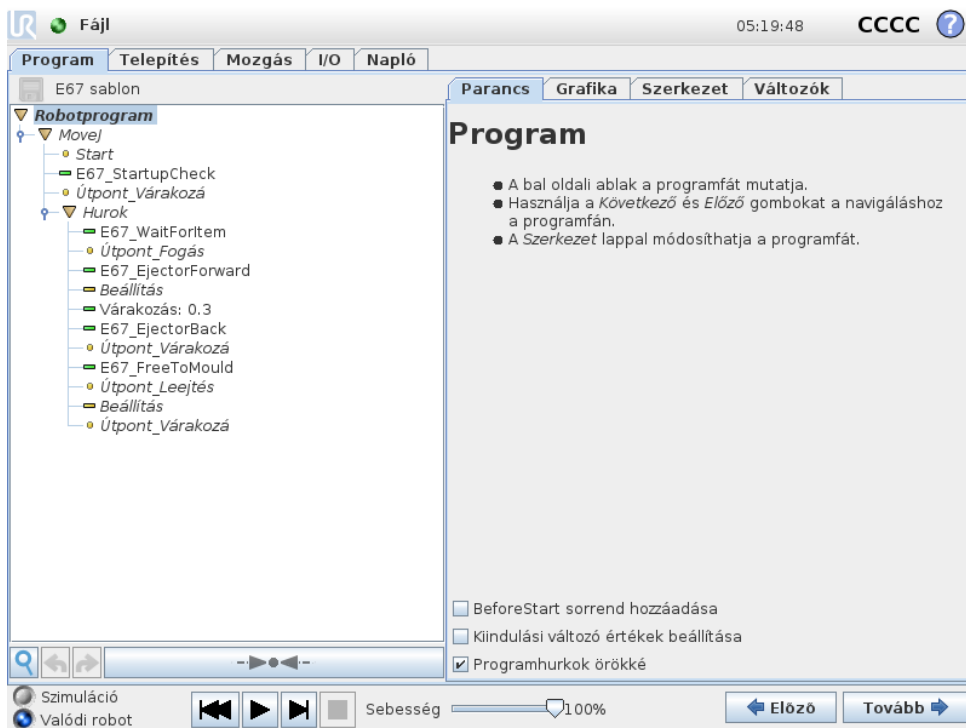 UR Fájl 05:19:48 CCCC ?
Program Telepítés Mozgás I/O Napló
E67 sablon
Parancs Grafika Szerkezet Változók
Robotprogram
MoveJ
Start
E67_StartupCheck
Útpont_Várakozá
Hurok
E67_WaitForItem
Útpont_Fogás
E67_EjectorForward
Beállítás
Várakozás: 0.3
E67_EjectorBack
Útpont_Várakozá
E67_FreeToMould
Útpont_Leejtés
Beállítás
Útpont_Várakozá
Program
A bal oldali ablak a programfát mutatja.
Használja a Következő és Előző gombokat a navigáláshoz
a programfán.
A Szerkezet lappal módosíthatja a programfát.
BeforeStart sorrend hozzáadása
Kiindulási változó értékek beállítása
Programhurkok örökké
Szimuláció
Valódi robot
Sebesség 100%
Előző Tovább